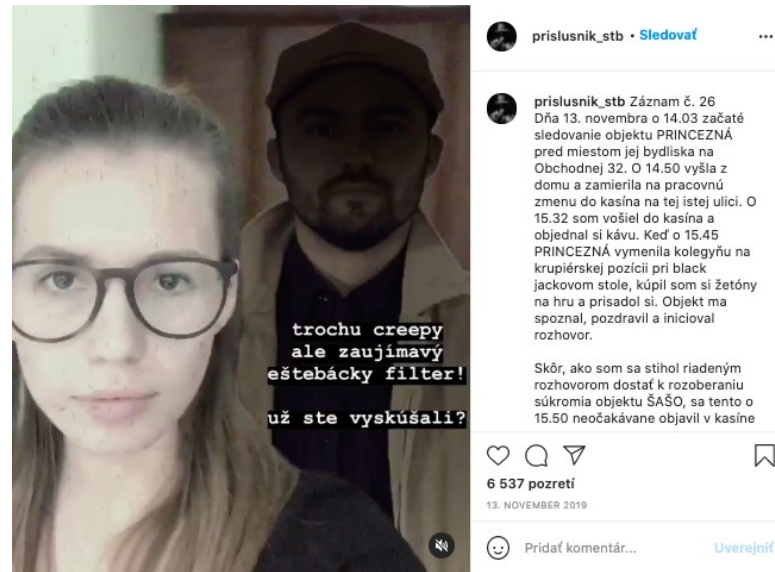 trochu creepy
ale zaujímavý
eštebácky filter!
už ste vyskúšali?
prislusnik_stb • Sledovať
prislusnik_stb Záznam č. 26
Dňa 13. novembra o 14.03 začaté
sledovanie objektu PRINCEZNÁ
pred miestom jej bydliska na
Obchodnej 32. O 14.50 vyšla z
domu a zamierila na pracovnú
zmenu do kasína na tej istej ulici. O
15.32 som vošiel do kasína a
objednal si kávu. Keď o 15.45
PRINCEZNÁ vymenila kolegyňu na
krupiérskej pozícii pri black
jackovom stole, kúpil som si žetóny
na hru a prisadol si. Objekt ma
spoznal, pozdravil a inicioval
rozhovor.
Skôr, ako som sa stihol riadeným
rozhovorom dostať k rozoberaniu
súkromia objektu ŠAŠO, sa tento o
15.50 neočakávane objavil v kasíne
6 537 pozretí
13. NOVEMBER 2019
Pridať komentár... Uverejniť